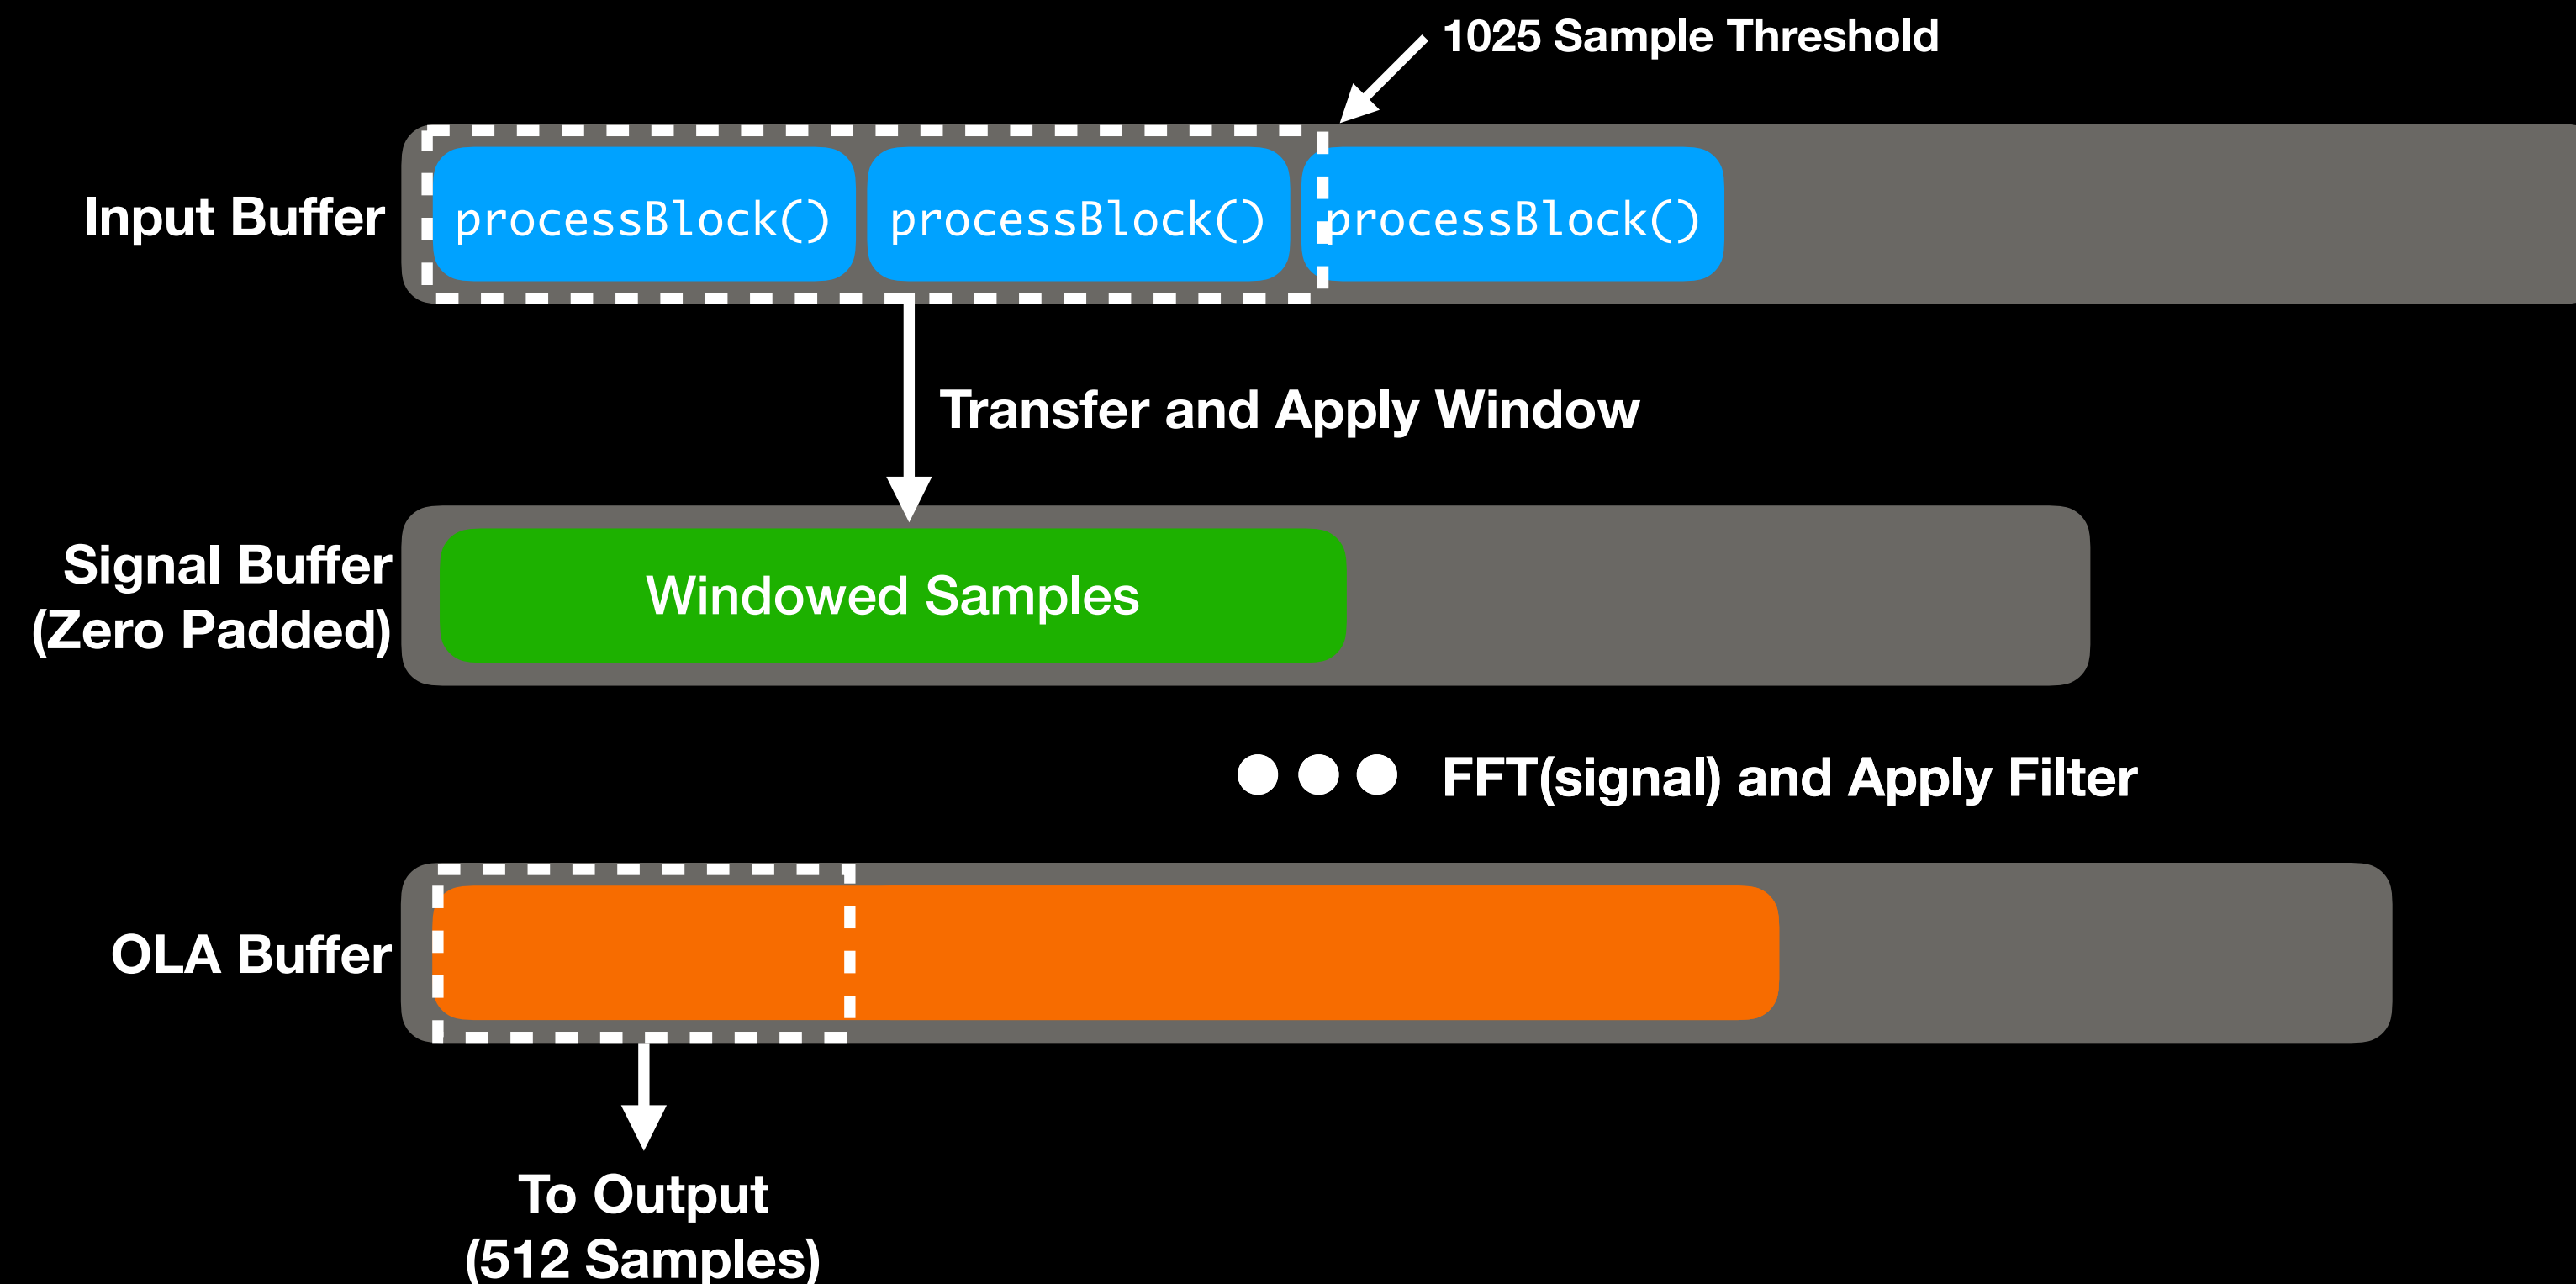 1025 Sample Threshold
Input Buffer
processBlock()
processBlock()
processBlock()
Transfer and Apply Window
Signal Buffer
(Zero Padded)
Windowed Samples
FFT(signal) and Apply Filter
OLA Buffer
To Output
(512 Samples)